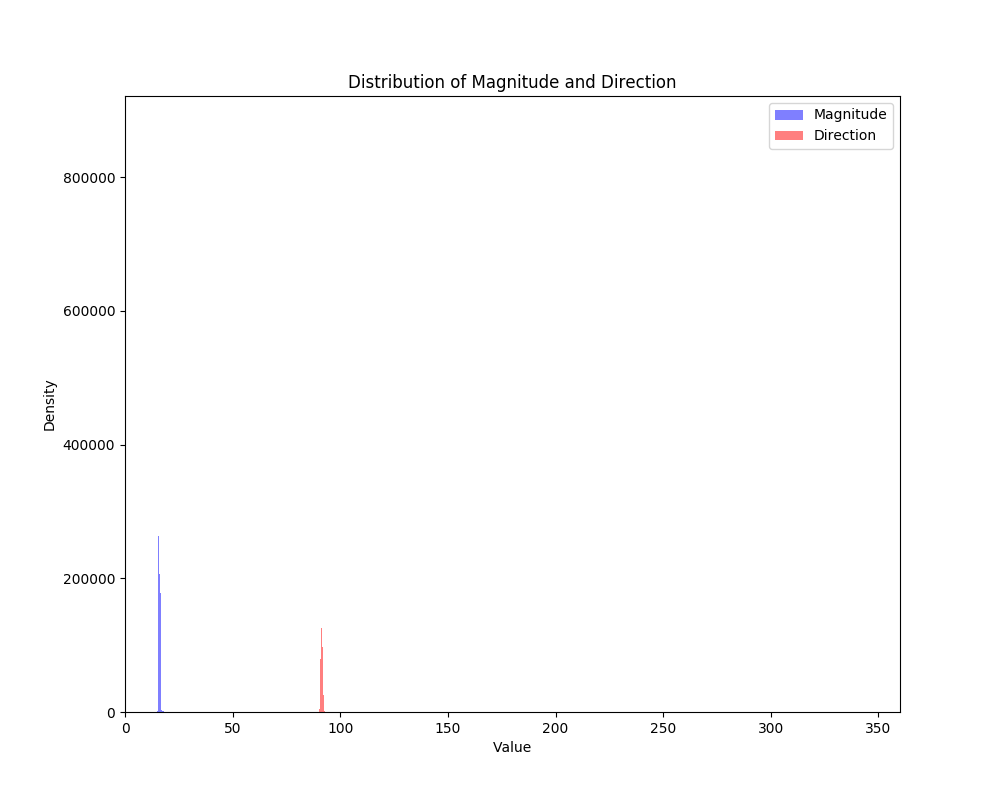 Distribution of Magnitude and Direction
Magnitude
Direction
800000
600000
400000
200000
0
Density
0 50 100 150 200 250 300 350
Value